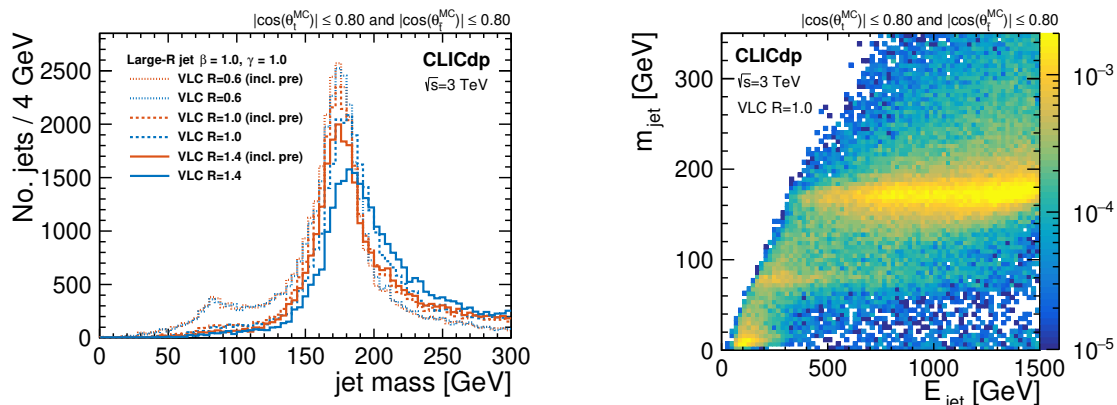 |cos(θ_t^MC)| ≤ 0.80 and |cos(θ_t̄^MC)| ≤ 0.80
No. jets / 4 GeV
2500
2000
1500
1000
500
0
Large-R jet β = 1.0, γ = 1.0
VLC R=0.6 (incl. pre)
VLC R=0.6
VLC R=1.0 (incl. pre)
VLC R=1.0
VLC R=1.4 (incl. pre)
VLC R=1.4
CLICdp
√s=3 TeV
0 50 100 150 200 250 300
jet mass [GeV]
|cos(θ_t^MC)| ≤ 0.80 and |cos(θ_t̄^MC)| ≤ 0.80
m_jet [GeV]
300
200
100
0
CLICdp
√s=3 TeV
VLC R=1.0
0 500 1000 1500
E_jet [GeV]
10⁻³
10⁻⁴
10⁻⁵